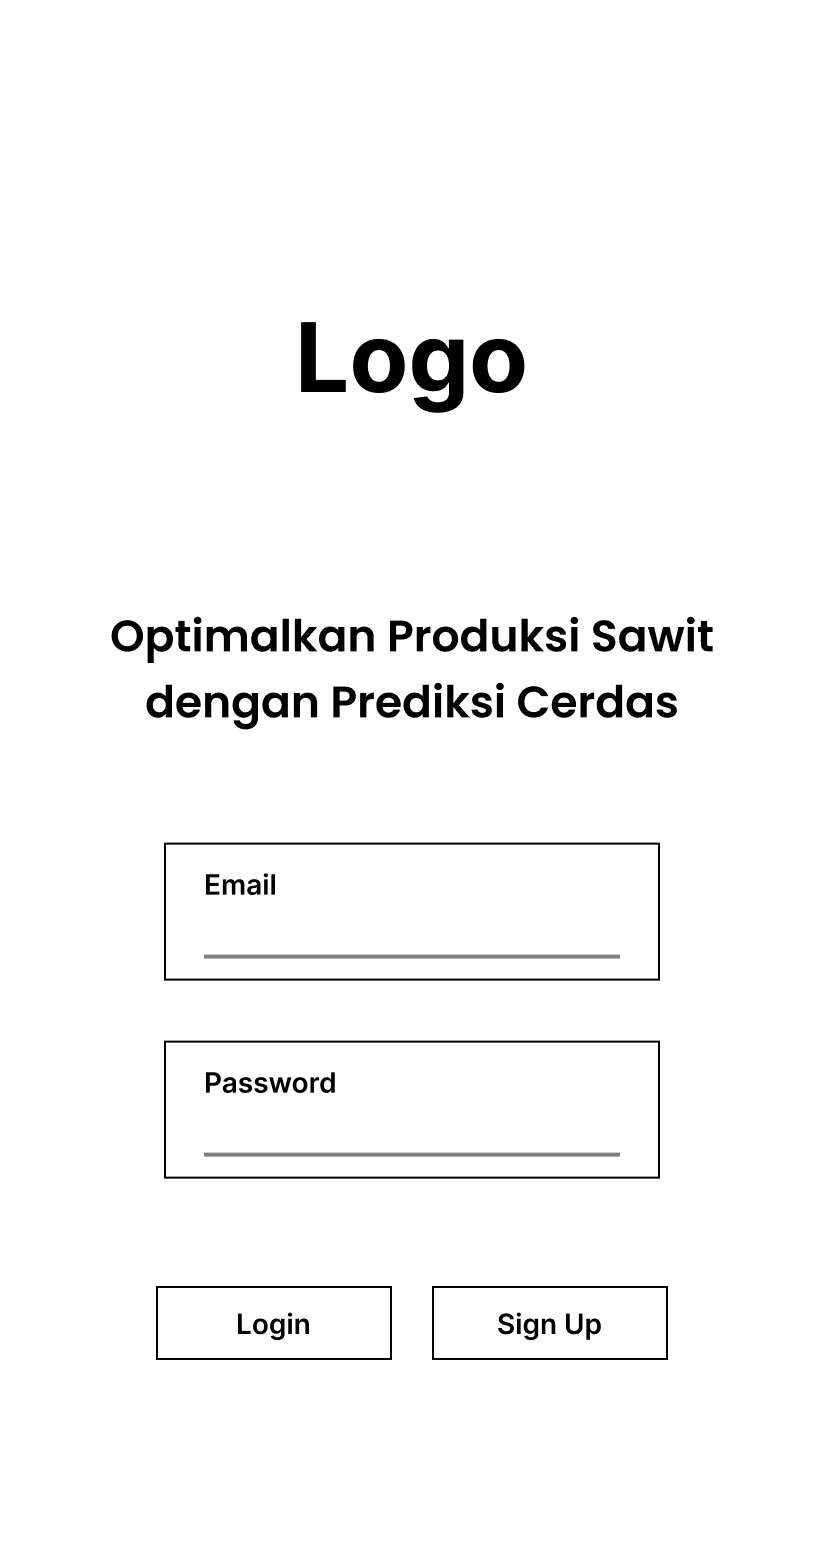 Logo
Optimalkan Produksi Sawit
dengan Prediksi Cerdas
Email
Password
Login
Sign Up